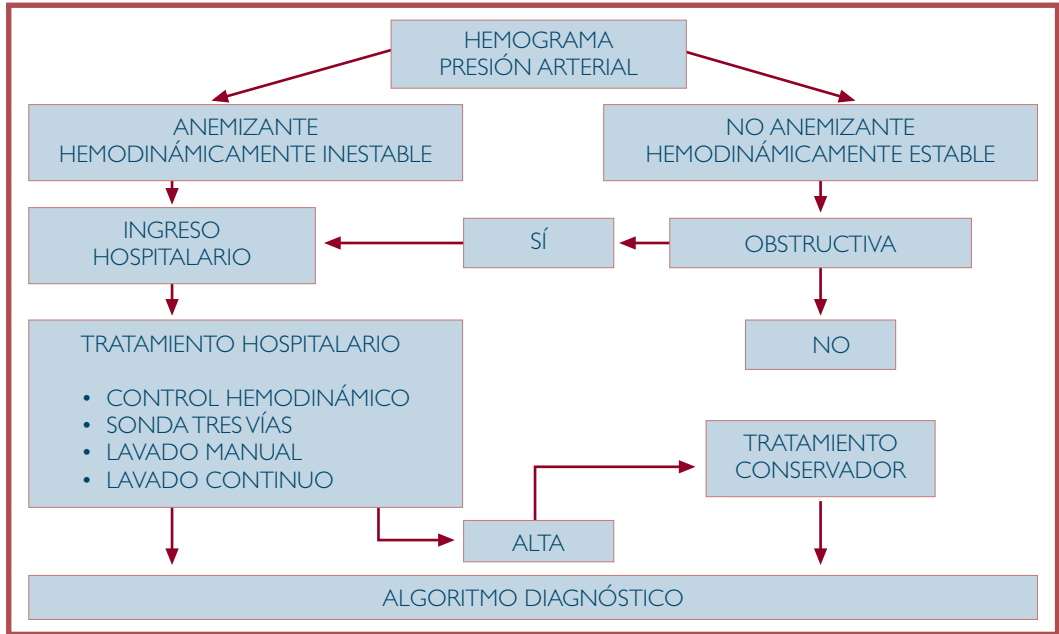 HEMOGRAMA
PRESIÓN ARTERIAL
ANEMIZANTE
HEMODINÁMICAMENTE INESTABLE
NO ANEMIZANTE
HEMODINÁMICAMENTE ESTABLE
INGRESO
HOSPITALARIO
SÍ
OBSTRUCTIVA
NO
TRATAMIENTO HOSPITALARIO
• CONTROL HEMODINÁMICO
• SONDA TRES VÍAS
• LAVADO MANUAL
• LAVADO CONTINUO
TRATAMIENTO
CONSERVADOR
ALTA
ALGORITMO DIAGNÓSTICO